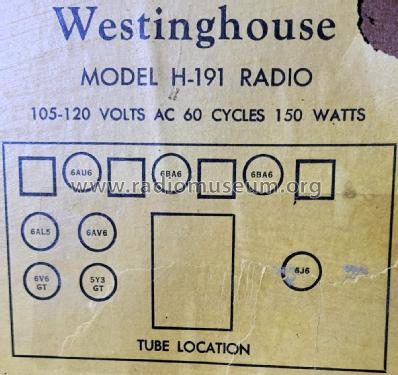 Westinghouse
MODEL H-191 RADIO
105-120 VOLTS AC 60 CYCLES 150 WATTS
6AU6 6BA6 6BA6
www.radiomuseum.org
6AL5 6AV6
6V6 GT 5Y3 GT 6J6
TUBE LOCATION